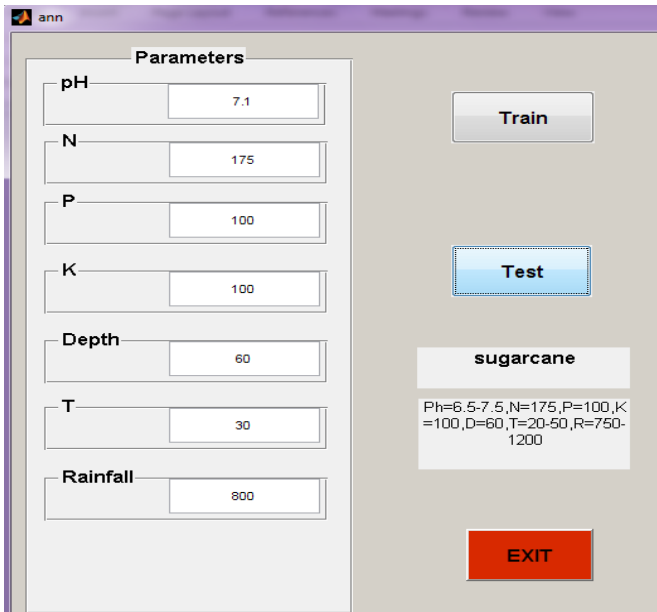 ann
Parameters
pH
7.1
N
175
P
100
K
100
Depth
60
T
30
Rainfall
800
Train
Test
sugarcane
Ph=6.5-7.5,N=175,P=100,K
=100,D=60,T=20-50,R=750-
1200
EXIT